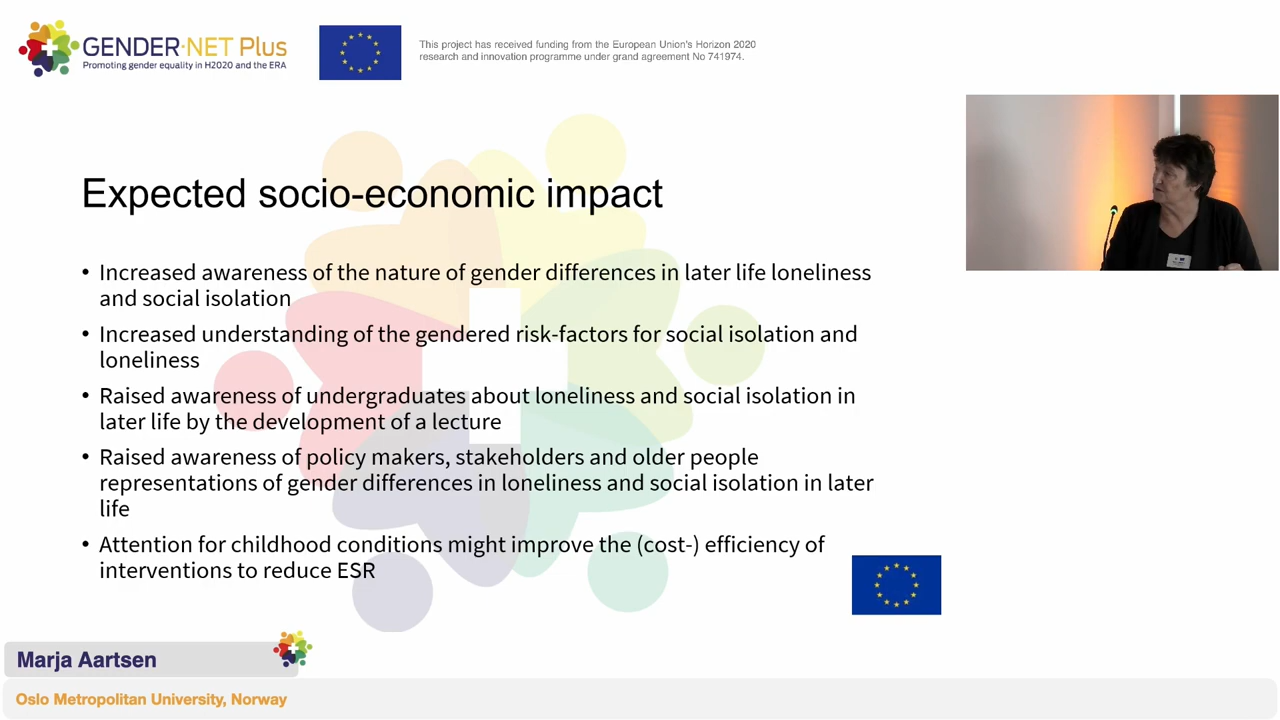 GENDER·NET Plus
Promoting gender equality in H2020 and the ERA
This project has received funding from the European Union's Horizon 2020
research and innovation programme under grand agreement No 741974.
Expected socio-economic impact
• Increased awareness of the nature of gender differences in later life loneliness
and social isolation
• Increased understanding of the gendered risk-factors for social isolation and
loneliness
• Raised awareness of undergraduates about loneliness and social isolation in
later life by the development of a lecture
• Raised awareness of policy makers, stakeholders and older people
representations of gender differences in loneliness and social isolation in later
life
• Attention for childhood conditions might improve the (cost-) efficiency of
interventions to reduce ESR
Marja Aartsen
Oslo Metropolitan University, Norway